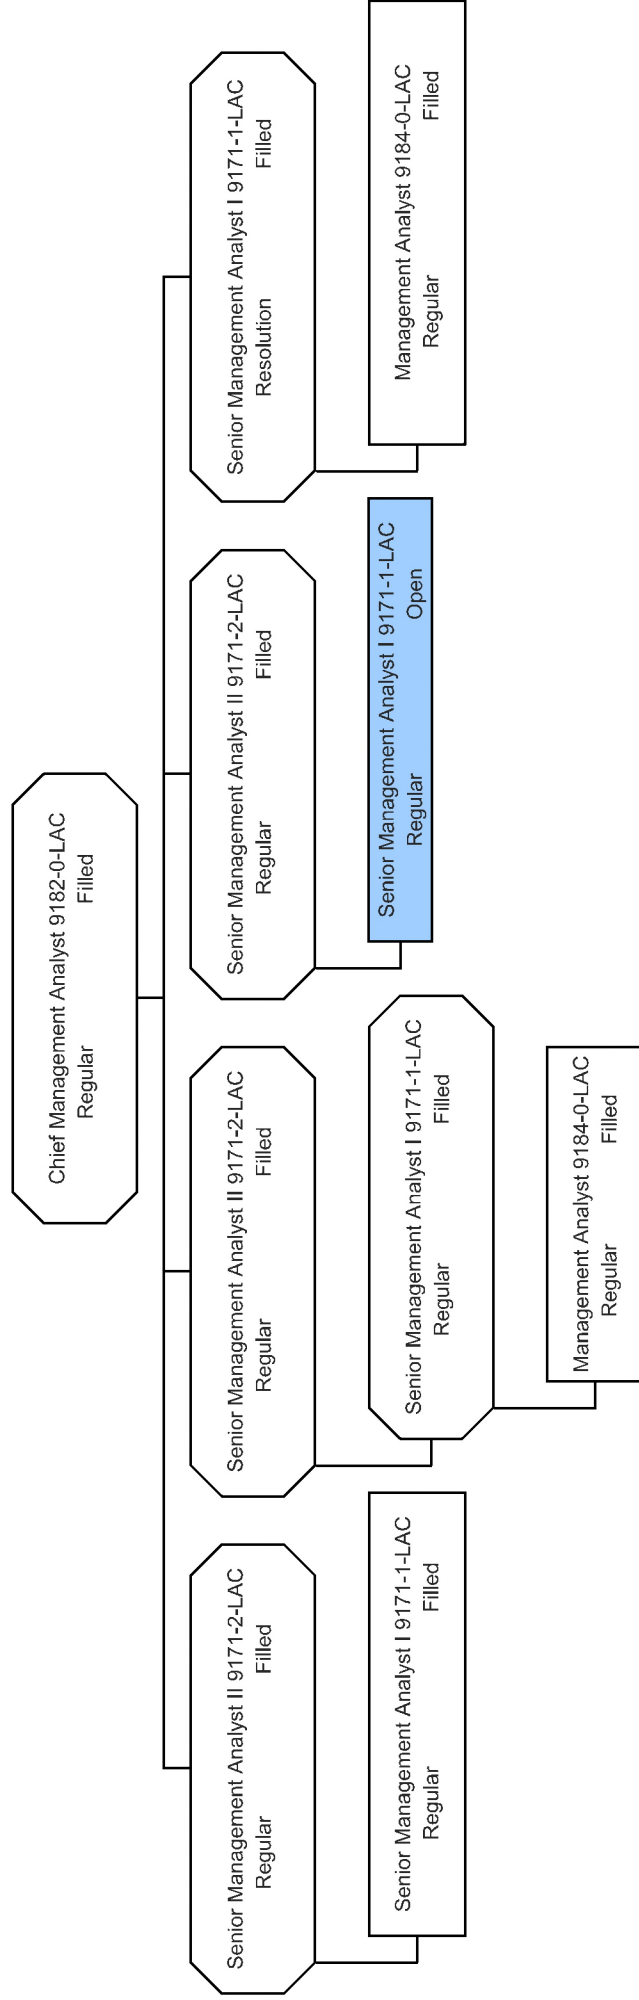 Chief Management Analyst 9182-0-LAC
Regular Filled
Senior Management Analyst II 9171-2-LAC
Regular Filled
Senior Management Analyst I 9171-1-LAC
Regular Filled
Senior Management Analyst II 9171-2-LAC
Regular Filled
Senior Management Analyst I 9171-1-LAC
Regular Filled
Management Analyst 9184-0-LAC
Regular Filled
Senior Management Analyst II 9171-2-LAC
Regular Filled
Senior Management Analyst I 9171-1-LAC
Regular Open
Senior Management Analyst I 9171-1-LAC
Resolution Filled
Management Analyst 9184-0-LAC
Regular Filled